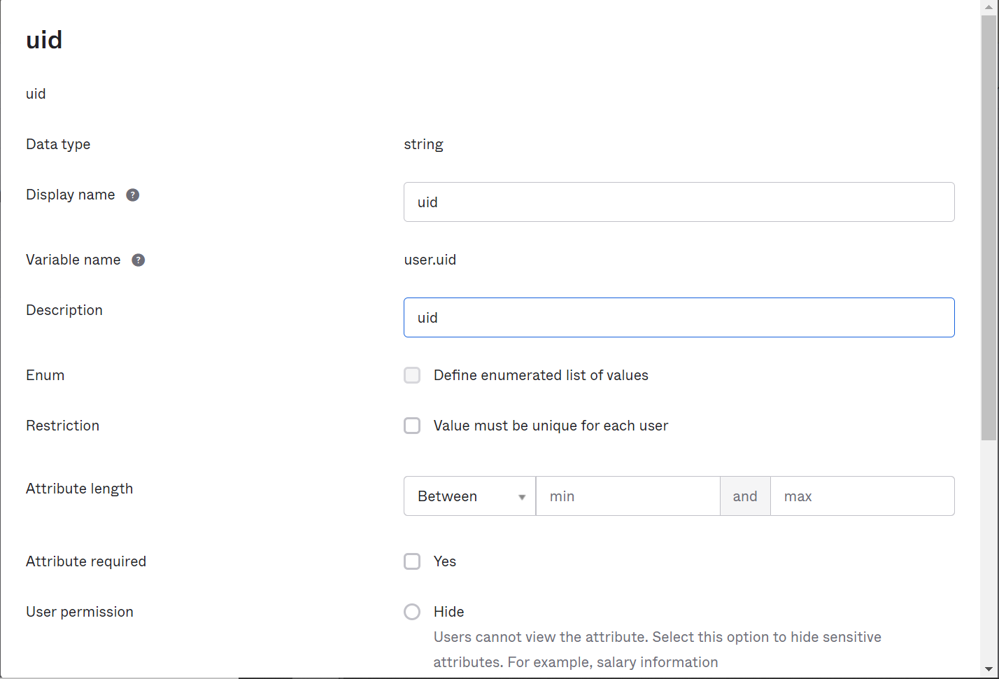 uid
uid
Data type string
Display name ? uid
Variable name ? user.uid
Description uid
Enum Define enumerated list of values
Restriction Value must be unique for each user
Attribute length Between min and max
Attribute required Yes
User permission Hide
Users cannot view the attribute. Select this option to hide sensitive
attributes. For example, salary information